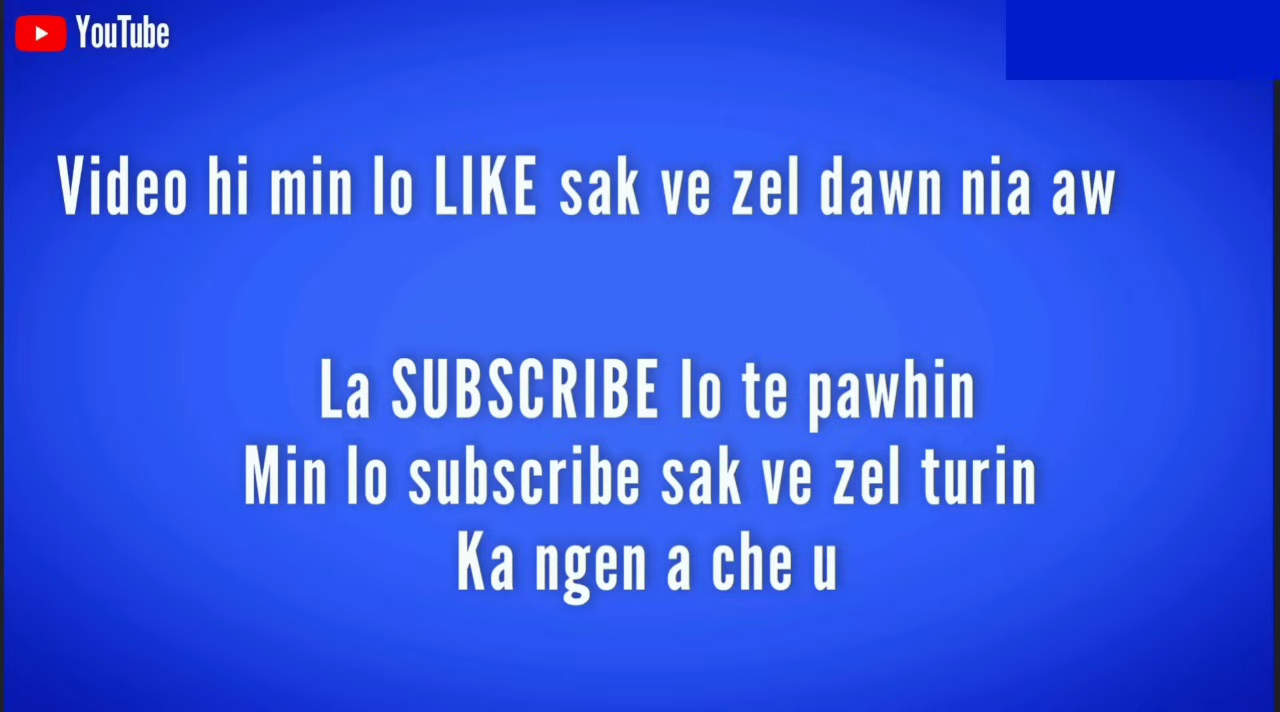 YouTube
Video hi min lo LIKE sak ve zel dawn nia aw
La SUBSCRIBE lo te pawhin
Min lo subscribe sak ve zel turin
Ka ngen a che u